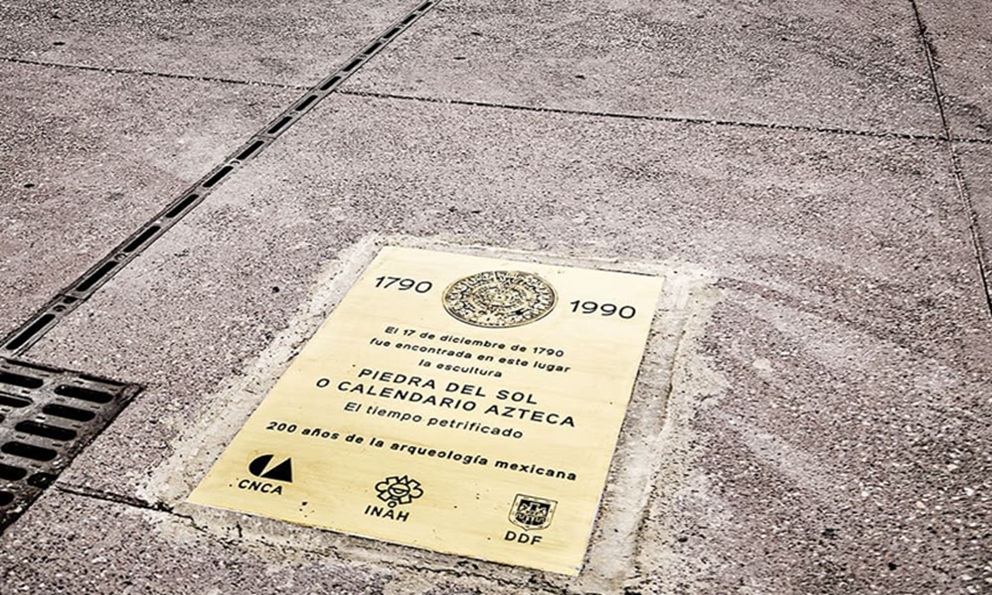 1790 1990
El 17 de diciembre de 1790
fue encontrada en este lugar
la escultura
PIEDRA DEL SOL
O CALENDARIO AZTECA
El tiempo petrificado
200 años de la arqueología mexicana
CNCA INAH DDF